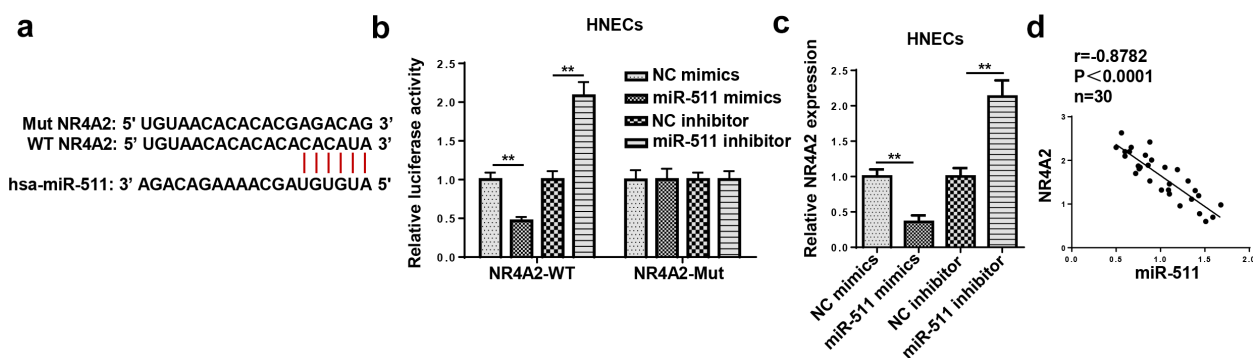 a
Mut NR4A2: 5' UGUAACACACACGAGACAG 3'
WT NR4A2: 5' UGUAACACACACACACAUA 3'
hsa-miR-511: 3' AGACAGAAAACGAUGUGUA 5'
b
HNECs
Relative luciferase activity
2.5
2.0
1.5
1.0
0.5
0.0
**
**
NC mimics
miR-511 mimics
NC inhibitor
miR-511 inhibitor
NR4A2-WT
NR4A2-Mut
c
HNECs
Relative NR4A2 expression
2.5
2.0
1.5
1.0
0.5
0.0
**
**
NC mimics
miR-511 mimics
NC inhibitor
miR-511 inhibitor
d
r=-0.8782
P<0.0001
n=30
NR4A2
3
2
1
0
0.0
0.5
1.0
1.5
2.0
miR-511